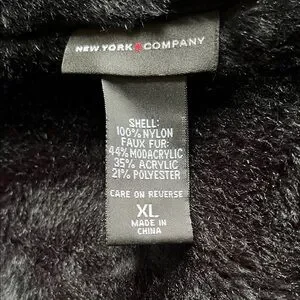 NEW YORK & COMPANY
SHELL:
100% NYLON
FAUX FUR:
44% MODACRYLIC
35% ACRYLIC
21% POLYESTER
CARE ON REVERSE
XL
MADE IN
CHINA